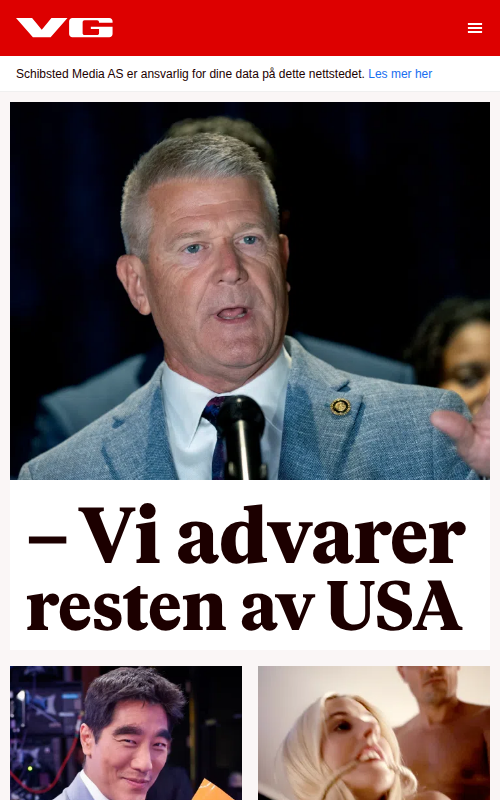 VG
Schibsted Media AS er ansvarlig for dine data på dette nettstedet. Les mer her
– Vi advarer
resten av USA